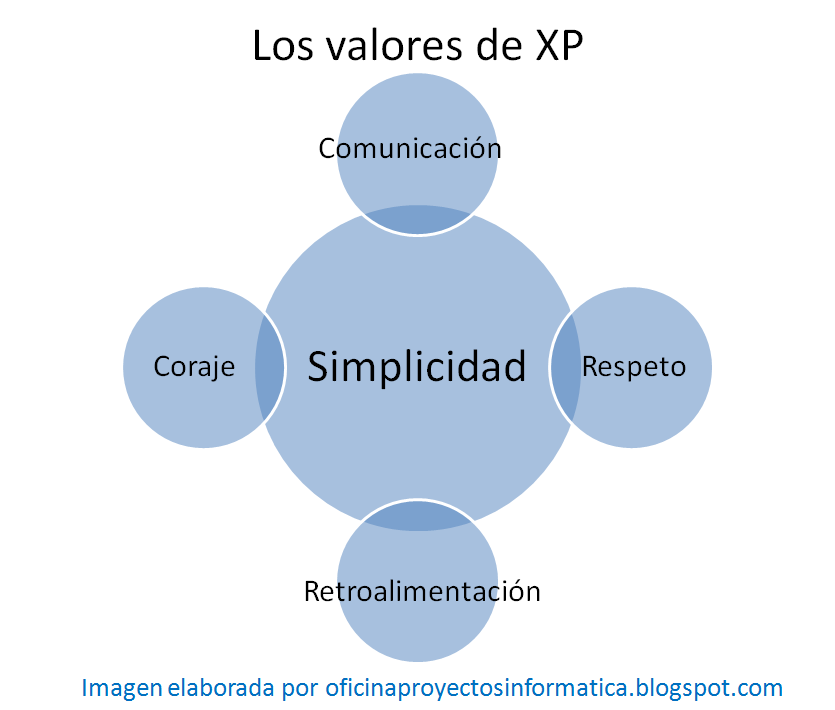 Los valores de XP
Comunicación
Coraje
Simplicidad
Respeto
Retroalimentación
Imagen elaborada por oficinaproyectosinformatica.blogspot.com